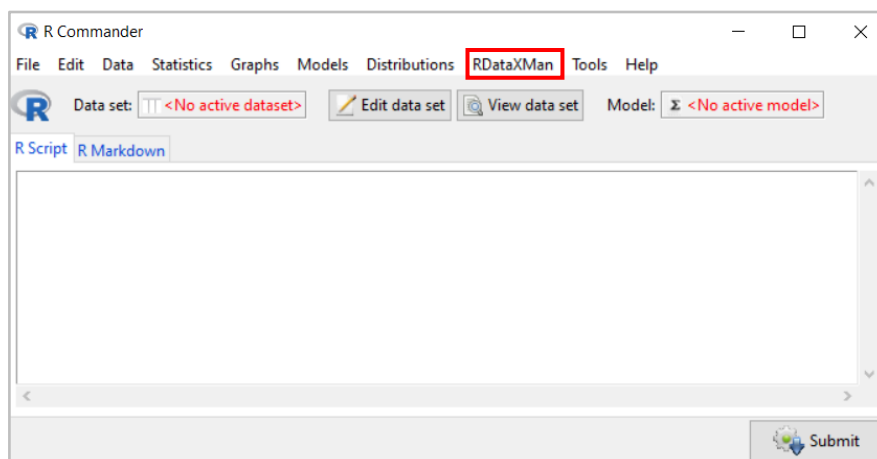 R Commander
File Edit Data Statistics Graphs Models Distributions RDataXMan Tools Help
R Data set: <No active dataset> Edit data set View data set Model: Σ <No active model>
R Script R Markdown
Submit